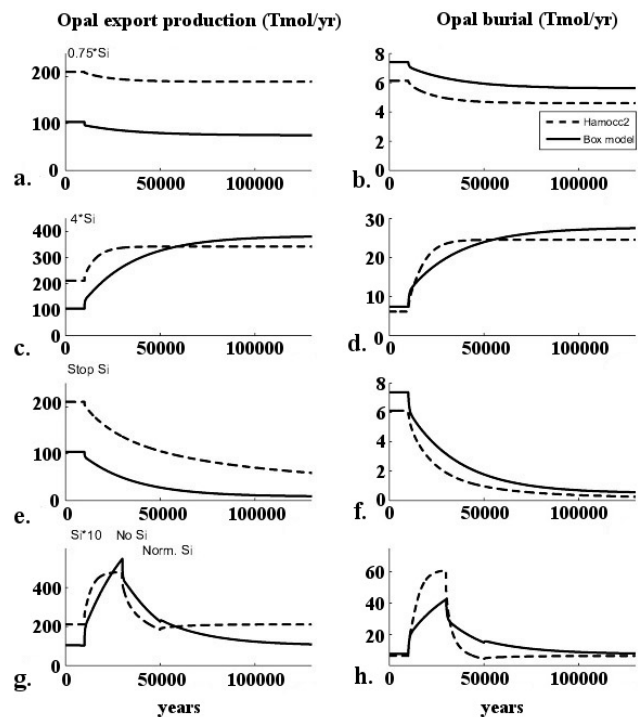 Opal export production (Tmol/yr)
Opal burial (Tmol/yr)
0.75*Si
200
100
0
0 50000 100000
a.
8
6
4
2
0
0 50000 100000
b.
Hamocc2
Box model
4*Si
400
300
200
100
0
0 50000 100000
c.
30
20
10
0
0 50000 100000
d.
Stop Si
200
100
0
0 50000 100000
e.
8
6
4
2
0
0 50000 100000
f.
Si*10 No Si
Norm. Si
400
200
0
0 50000 100000
g.
years
60
40
20
0 50000 100000
h.
years